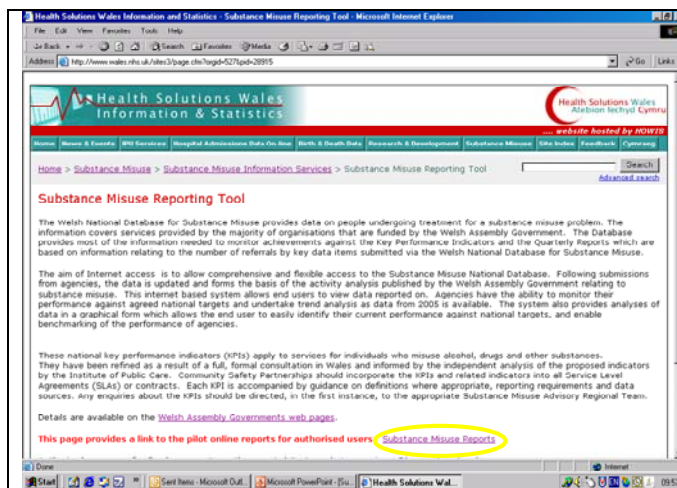 Health Solutions Wales Information and Statistics - Substance Misuse Reporting Tool - Microsoft Internet Explorer
File Edit View Favorites Tools Help
Back Search Favorites Media
Address http://www.wales.nhs.uk/sites3/page.cfm?orgid=527&pid=28915 Go Links
Health Solutions Wales
Information & Statistics
Health Solutions Wales
Atebion Iechyd Cymru
.... website hosted by HOWIS
Home News & Events Services Hospital Admissions Data On-line Birth & Death Data Research & Development Substance Misuse Site Index Feedback Cymraeg
Home > Substance Misuse > Substance Misuse Information Services > Substance Misuse Reporting Tool Search
Advanced search
Substance Misuse Reporting Tool
The Welsh National Database for Substance Misuse provides data on people undergoing treatment for a substance misuse problem. The
information covers services provided by the majority of organisations that are funded by the Welsh Assembly Government. The Database
provides most of the information needed to monitor achievements against the Key Performance Indicators and the Quarterly Reports which are
based on information relating to the number of referrals by key data items submitted via the Welsh National Database for Substance Misuse.
The aim of Internet access is to allow comprehensive and flexible access to the Substance Misuse National Database. Following submissions
from agencies, the data is updated and forms the basis of the activity analysis published by the Welsh Assembly Government relating to
substance misuse. This internet based system allows end users to view data reported on. Agencies have the ability to monitor their
performance against agreed national targets and undertake trend analysis as data from 2005 is available. The system also provides analyses of
data in a graphical form which allows the end user to easily identify their current performance against national targets, and enable
benchmarking of the performance of agencies.
These national key performance indicators (KPIs) apply to services for individuals who misuse alcohol, drugs and other substances.
They have been refined as a result of a full, formal consultation in Wales and informed by the independent analysis of the proposed indicators
by the Institute of Public Care. Community Safety Partnerships should incorporate the KPIs and related indicators into all Service Level
Agreements (SLAs) or contracts. Each KPI is accompanied by guidance on definitions where appropriate, reporting requirements and data
sources. Any enquiries about the KPIs should be directed, in the first instance, to the appropriate Substance Misuse Advisory Regional Team.
Details are available on the Welsh Assembly Governments web pages.
This page provides a link to the pilot online reports for authorised users Substance Misuse Reports
Done Internet
Start Sent Items - Microsoft Outl... Microsoft PowerPoint - [Su... Health Solutions Wal... 09:5